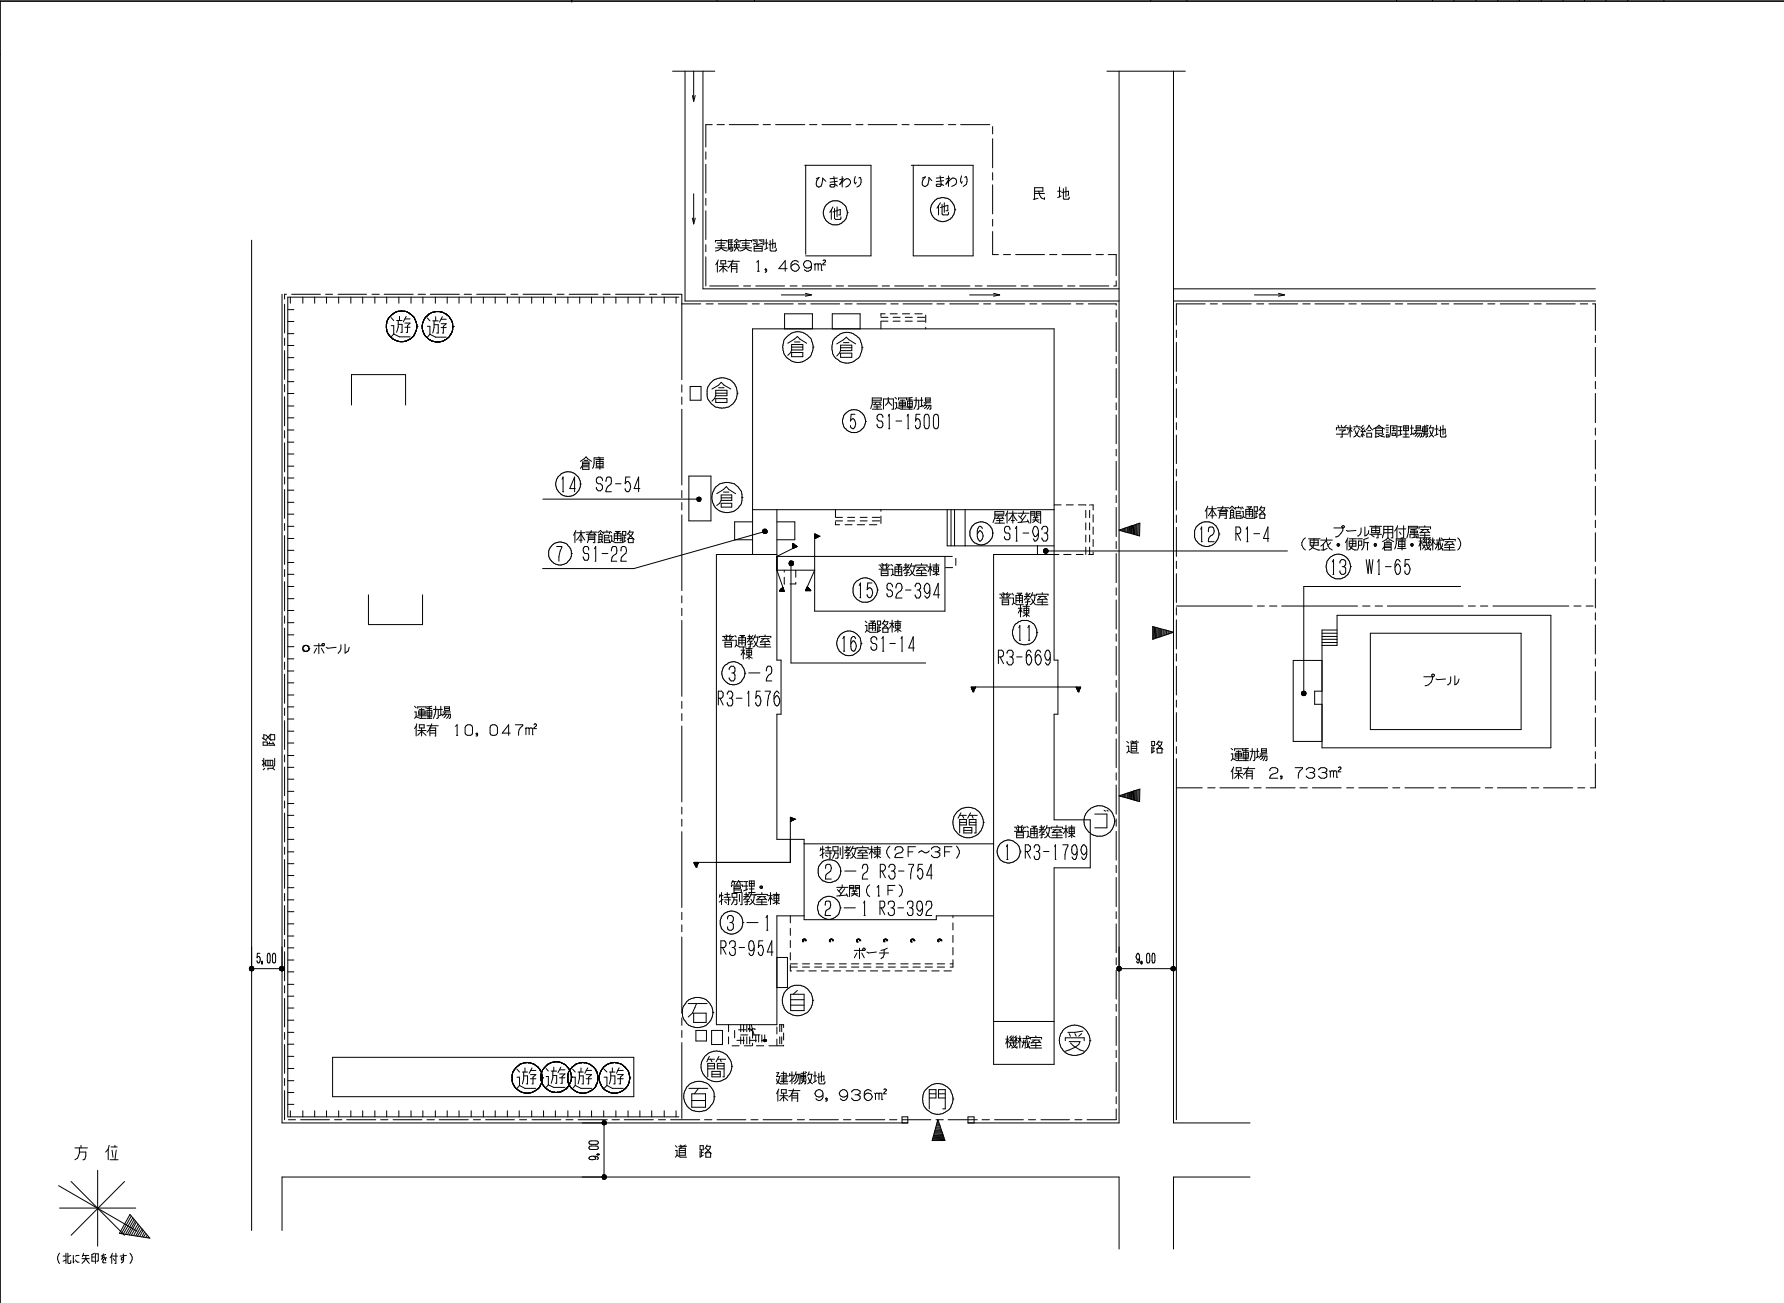 ひまわり
他
ひまわり
他
民 地
実験実習地
保有 1,469㎡
遊 遊
倉 倉
倉
屋内運動場
⑤ S1-1500
学校給食調理場敷地
倉庫
⑭ S2-54
倉
体育館通路
⑦ S1-22
屋体玄関
⑥ S1-93
体育館通路
⑫ R1-4
プール専用付属室
(更衣・便所・倉庫・機械室)
⑬ W1-65
普通教室棟
⑮ S2-394
通路棟
⑯ S1-14
普通教室
棟
⑪
R3-669
普通教室
棟
③-2
R3-1576
ポール
プール
運動場
保有 10,047㎡
道 路
道 路
運動場
保有 2,733㎡
簡
ゴ
普通教室棟
① R3-1799
特別教室棟(2F~3F)
②-2 R3-754
玄関(1F)
②-1 R3-392
管理・
特別教室棟
③-1
R3-954
ポーチ
5.00
9.00
石
自
機械室
受
簡
百
遊 遊 遊 遊
建物敷地
保有 9,936㎡
門
9.00
道 路
方 位
(北に矢印を付す)